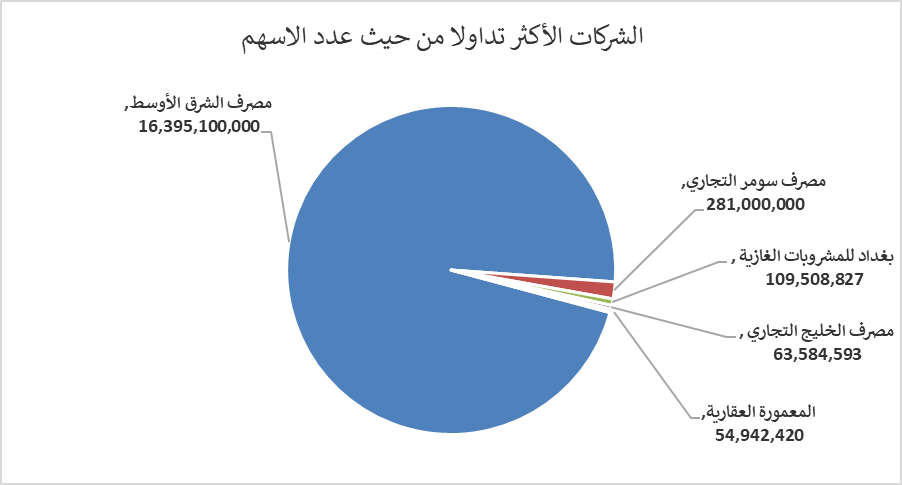 الشركات الأكثر تداولا من حيث عدد الاسهم
مصرف الشرق الأوسط,
16,395,100,000
مصرف سومر التجاري,
281,000,000
بغداد للمشروبات الغازية ,
109,508,827
مصرف الخليج التجاري ,
63,584,593
المعمورة العقارية,
54,942,420